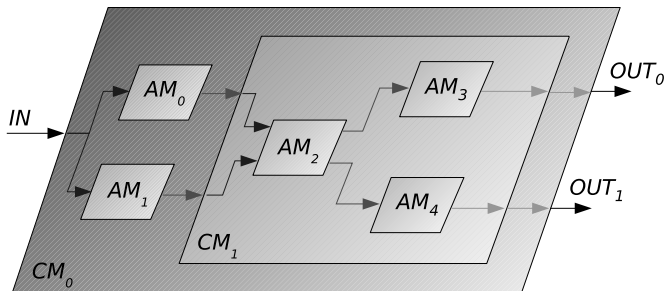 OUT₀
AM₀
AM₃
IN
AM₂
AM₁
OUT₁
AM₄
CM₁
CM₀